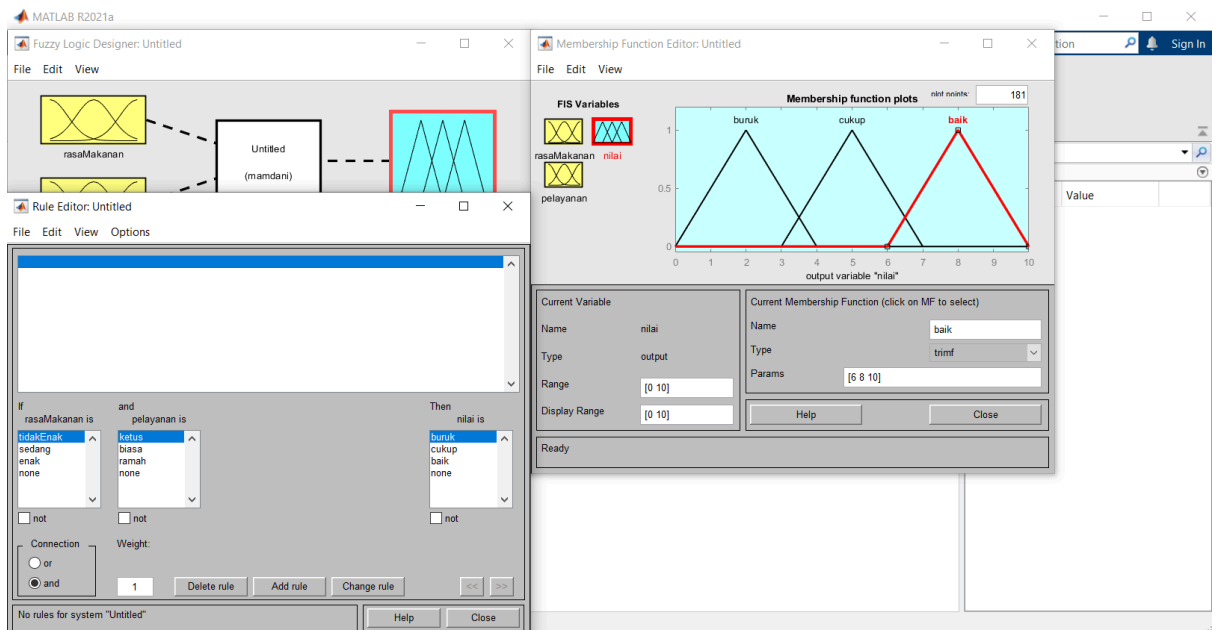 MATLAB R2021a
Fuzzy Logic Designer: Untitled
File Edit View
rasaMakanan
Untitled
(mamdani)
Membership Function Editor: Untitled
File Edit View
FIS Variables
rasaMakanan nilai
pelayanan
Membership function plots
plot points:
181
buruk cukup baik
1
0.5
0
0 1 2 3 4 5 6 7 8 9 10
output variable "nilai"
Current Variable
Name nilai
Type output
Range [0 10]
Display Range [0 10]
Current Membership Function (click on MF to select)
Name baik
Type trimf
Params [6 8 10]
Help Close
Ready
tion
Sign In
Value
Rule Editor: Untitled
File Edit View Options
If and Then
rasaMakanan is pelayanan is nilai is
tidakEnak ketus buruk
sedang biasa cukup
enak ramah baik
none none none
not not not
Connection Weight:
or
and 1 Delete rule Add rule Change rule << >>
No rules for system "Untitled"
Help Close